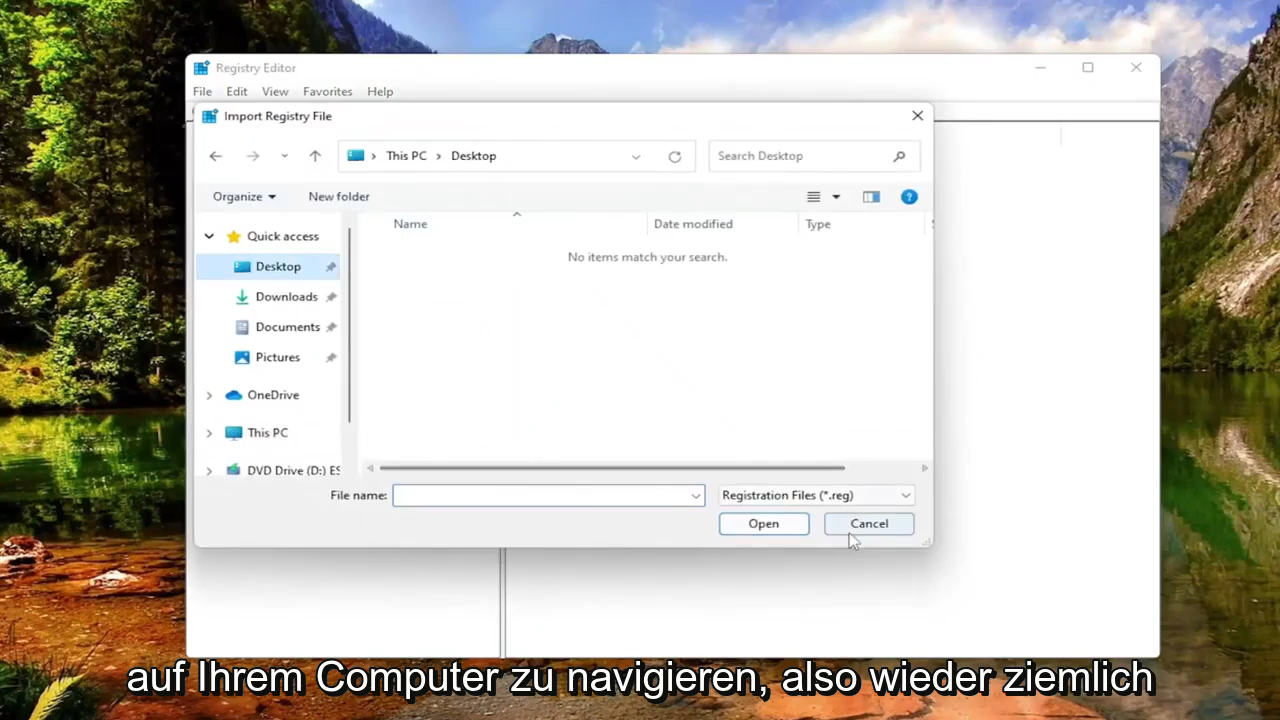 Registry Editor
File Edit View Favorites Help
Import Registry File
This PC > Desktop
Search Desktop
Organize
New folder
Name
Date modified
Type
Quick access
No items match your search.
Desktop
Downloads
Documents
Pictures
OneDrive
This PC
DVD Drive (D:) ES
File name:
Registration Files (*.reg)
Open
Cancel
auf Ihrem Computer zu navigieren, also wieder ziemlich